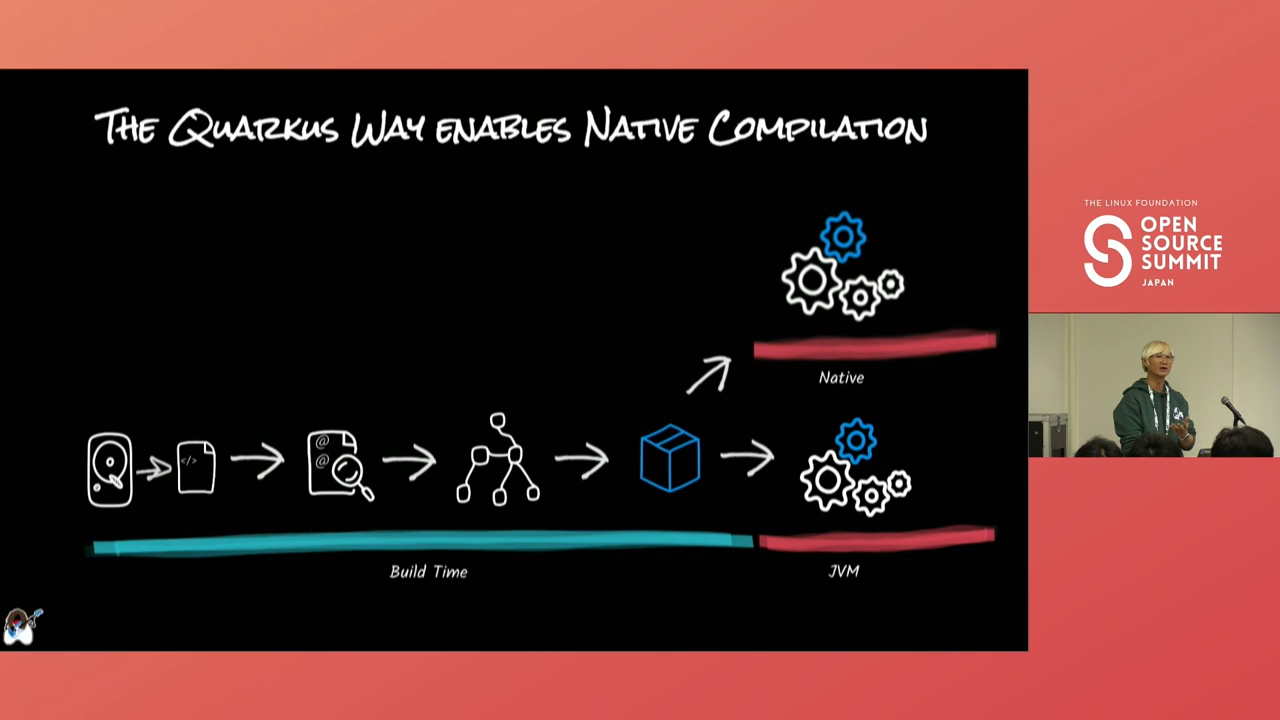 THE QUARKUS WAY ENABLES NATIVE COMPILATION
Native
</>
@
@
Build Time
JVM
THE LINUX FOUNDATION
OPEN
SOURCE
SUMMIT
JAPAN